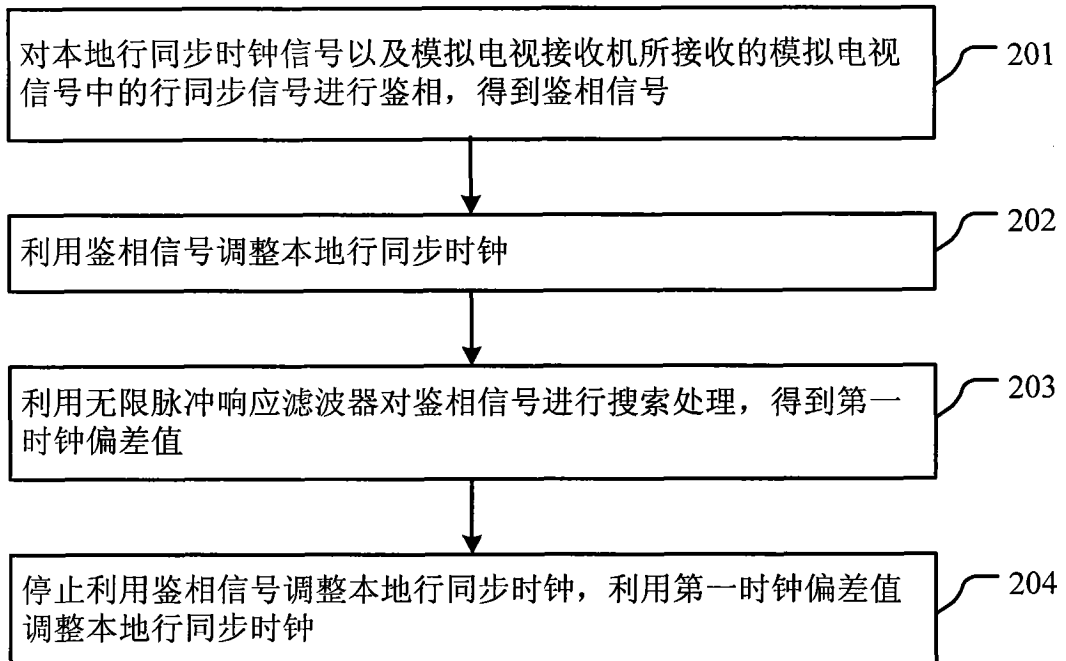 对本地行同步时钟信号以及模拟电视接收机所接收的模拟电视
信号中的行同步信号进行鉴相，得到鉴相信号
201
利用鉴相信号调整本地行同步时钟
202
利用无限脉冲响应滤波器对鉴相信号进行搜索处理，得到第一
时钟偏差值
203
停止利用鉴相信号调整本地行同步时钟，利用第一时钟偏差值
调整本地行同步时钟
204